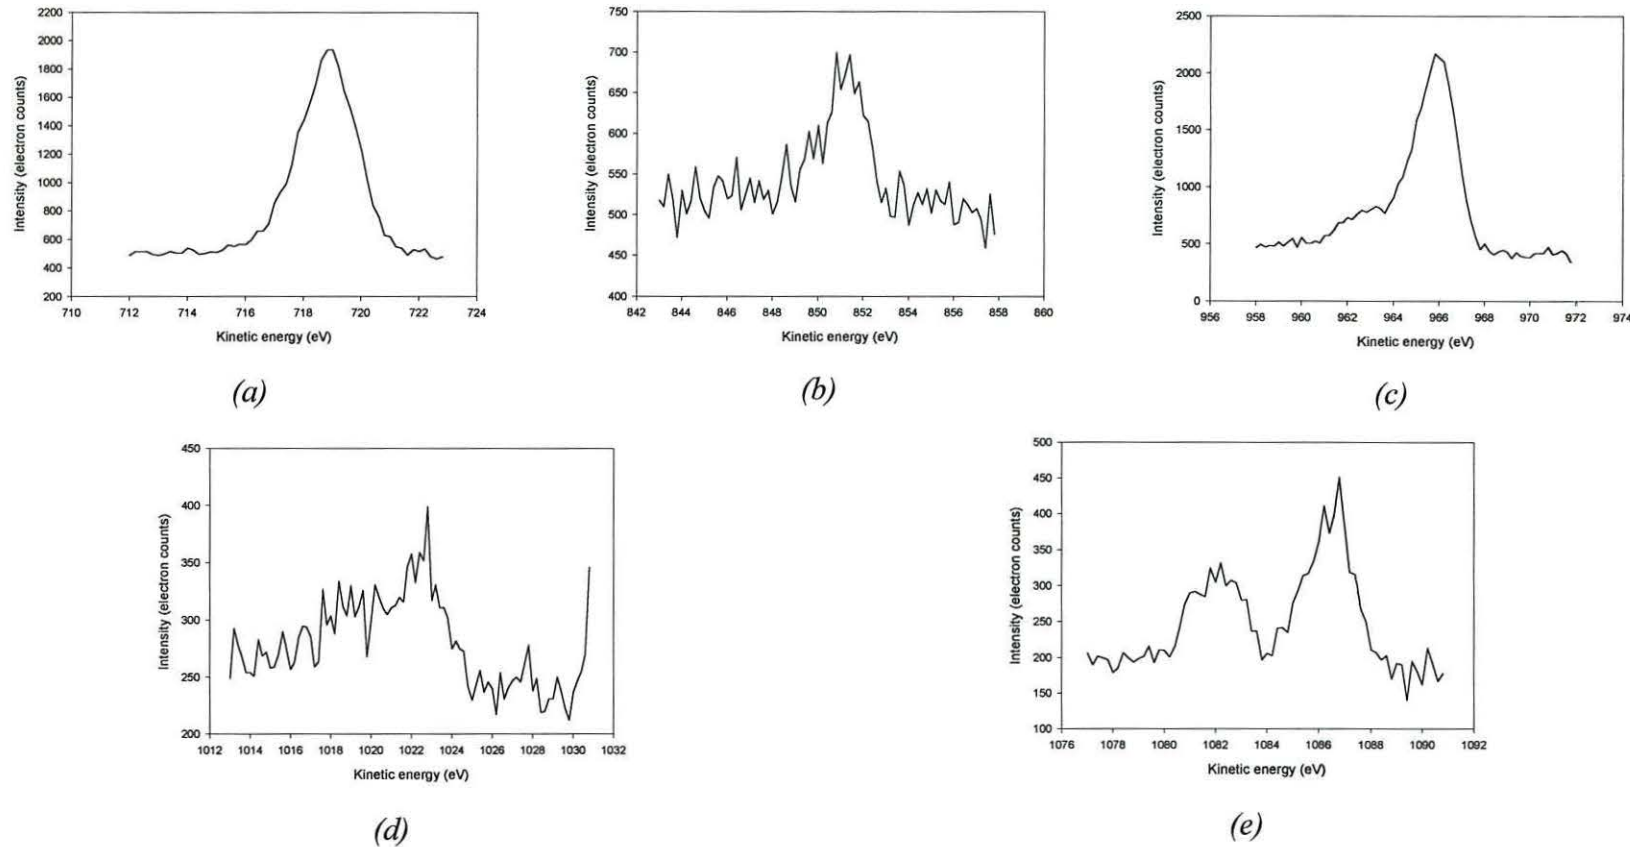 2200
2000
1800
1600
1400
1200
1000
800
600
400
200
Intensity (electron counts)
710 712 714 716 718 720 722 724
Kinetic energy (eV)
(a)
750
700
650
600
550
500
450
400
Intensity (electron counts)
842 844 846 848 850 852 854 856 858 860
Kinetic energy (eV)
(b)
2500
2000
1500
1000
500
0
Intensity (electron counts)
956 958 960 962 964 966 968 970 972 974
Kinetic energy (eV)
(c)
450
400
350
300
250
200
Intensity (electron counts)
1012 1014 1016 1018 1020 1022 1024 1026 1028 1030 1032
Kinetic energy (eV)
(d)
500
450
400
350
300
250
200
150
100
Intensity (electron counts)
1076 1078 1080 1082 1084 1086 1088 1090 1092
Kinetic energy (eV)
(e)